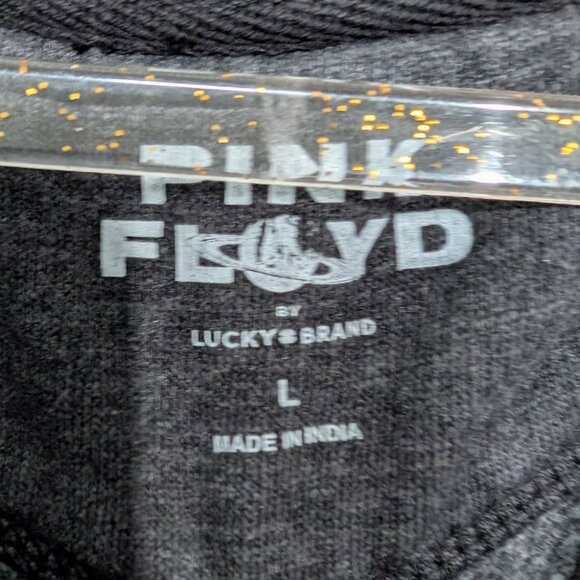 PINK
FLOYD
BY
LUCKY BRAND
L
MADE IN INDIA